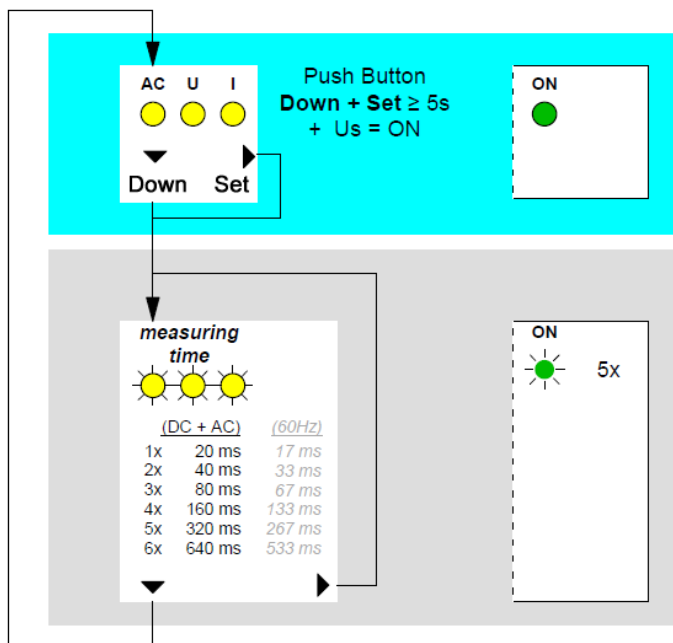 AC U I
Push Button
Down + Set ≥ 5s
+ Us = ON
ON
Down Set
measuring
time
(DC + AC) (60Hz)
1x 20 ms 17 ms
2x 40 ms 33 ms
3x 80 ms 67 ms
4x 160 ms 133 ms
5x 320 ms 267 ms
6x 640 ms 533 ms
ON
5x